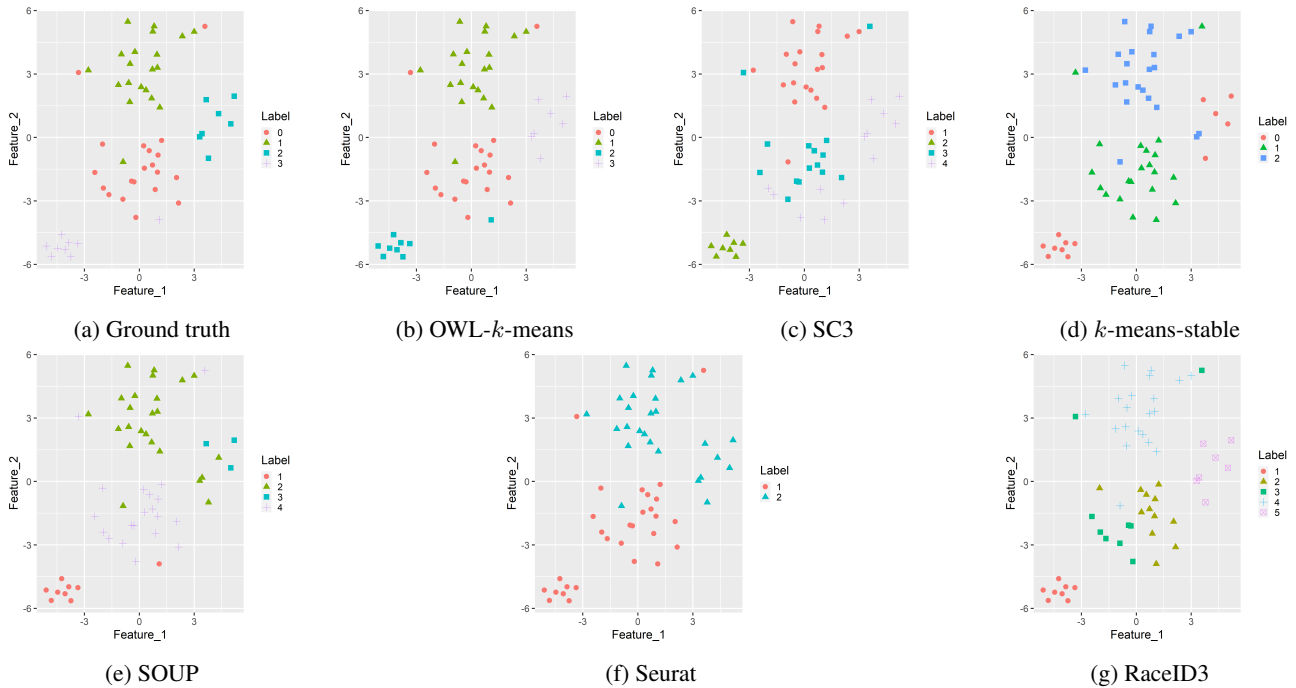 6
3
0
-3
-6
Feature_2
-3
0
3
Feature_1
Label
0
1
2
3
(a) Ground truth
6
3
0
-3
-6
Feature_2
-3
0
3
Feature_1
Label
0
1
2
3
(b) OWL-k-means
6
3
0
-3
-6
Feature_2
-3
0
3
Feature_1
Label
1
2
3
4
(c) SC3
6
3
0
-3
-6
Feature_2
-3
0
3
Feature_1
Label
0
1
2
(d) k-means-stable
6
3
0
-3
-6
Feature_2
-3
0
3
Feature_1
Label
1
2
3
4
(e) SOUP
6
3
0
-3
-6
Feature_2
-3
0
3
Feature_1
Label
1
2
(f) Seurat
6
3
0
-3
-6
Feature_2
-3
0
3
Feature_1
Label
1
2
3
4
5
(g) RaceID3